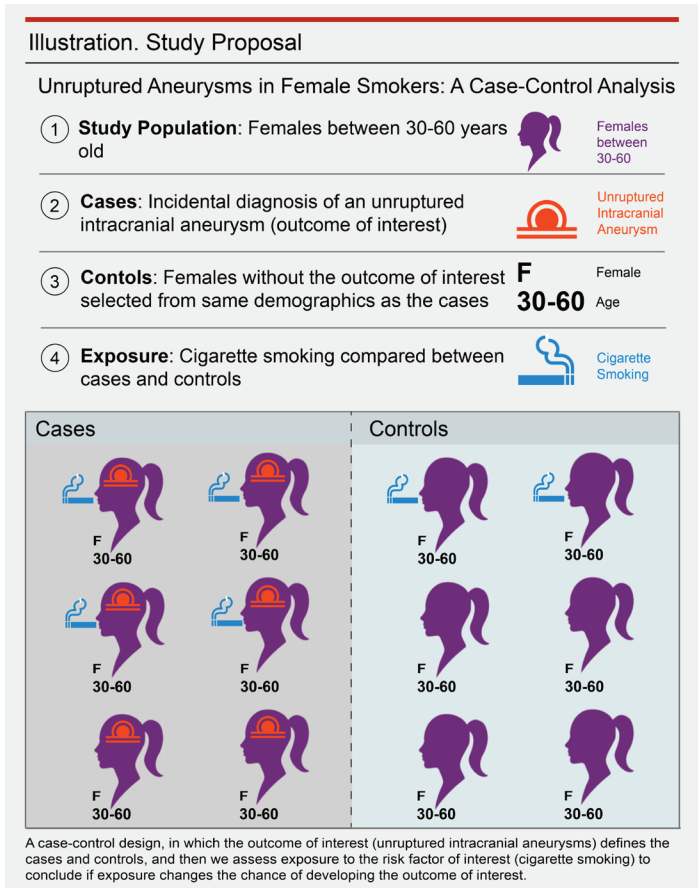 Illustration. Study Proposal
Unruptured Aneurysms in Female Smokers: A Case-Control Analysis
1 Study Population: Females between 30-60 years
old
Females
between
30-60
2 Cases: Incidental diagnosis of an unruptured
intracranial aneurysm (outcome of interest)
Unruptured
Intracranial
Aneurysm
3 Contols: Females without the outcome of interest
selected from same demographics as the cases
F Female
30-60 Age
4 Exposure: Cigarette smoking compared between
cases and controls
Cigarette
Smoking
Cases Controls
F F F F
30-60 30-60 30-60 30-60
F F F F
30-60 30-60 30-60 30-60
F F F F
30-60 30-60 30-60 30-60
A case-control design, in which the outcome of interest (unruptured intracranial aneurysms) defines the
cases and controls, and then we assess exposure to the risk factor of interest (cigarette smoking) to
conclude if exposure changes the chance of developing the outcome of interest.